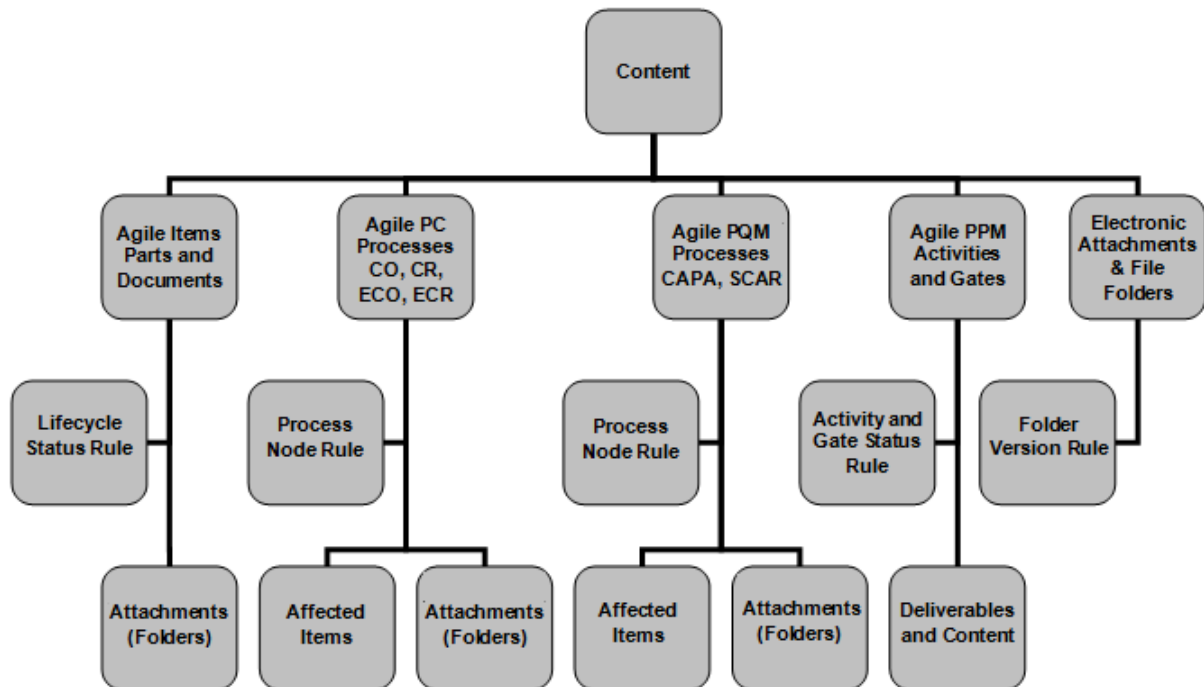 Content
Agile Items
Parts and
Documents
Agile PC
Processes
CO, CR,
ECO, ECR
Agile PQM
Processes
CAPA, SCAR
Agile PPM
Activities
and Gates
Electronic
Attachments
& File
Folders
Lifecycle
Status Rule
Process
Node Rule
Process
Node Rule
Activity and
Gate Status
Rule
Folder
Version Rule
Attachments
(Folders)
Affected
Items
Attachments
(Folders)
Affected
Items
Attachments
(Folders)
Deliverables
and Content